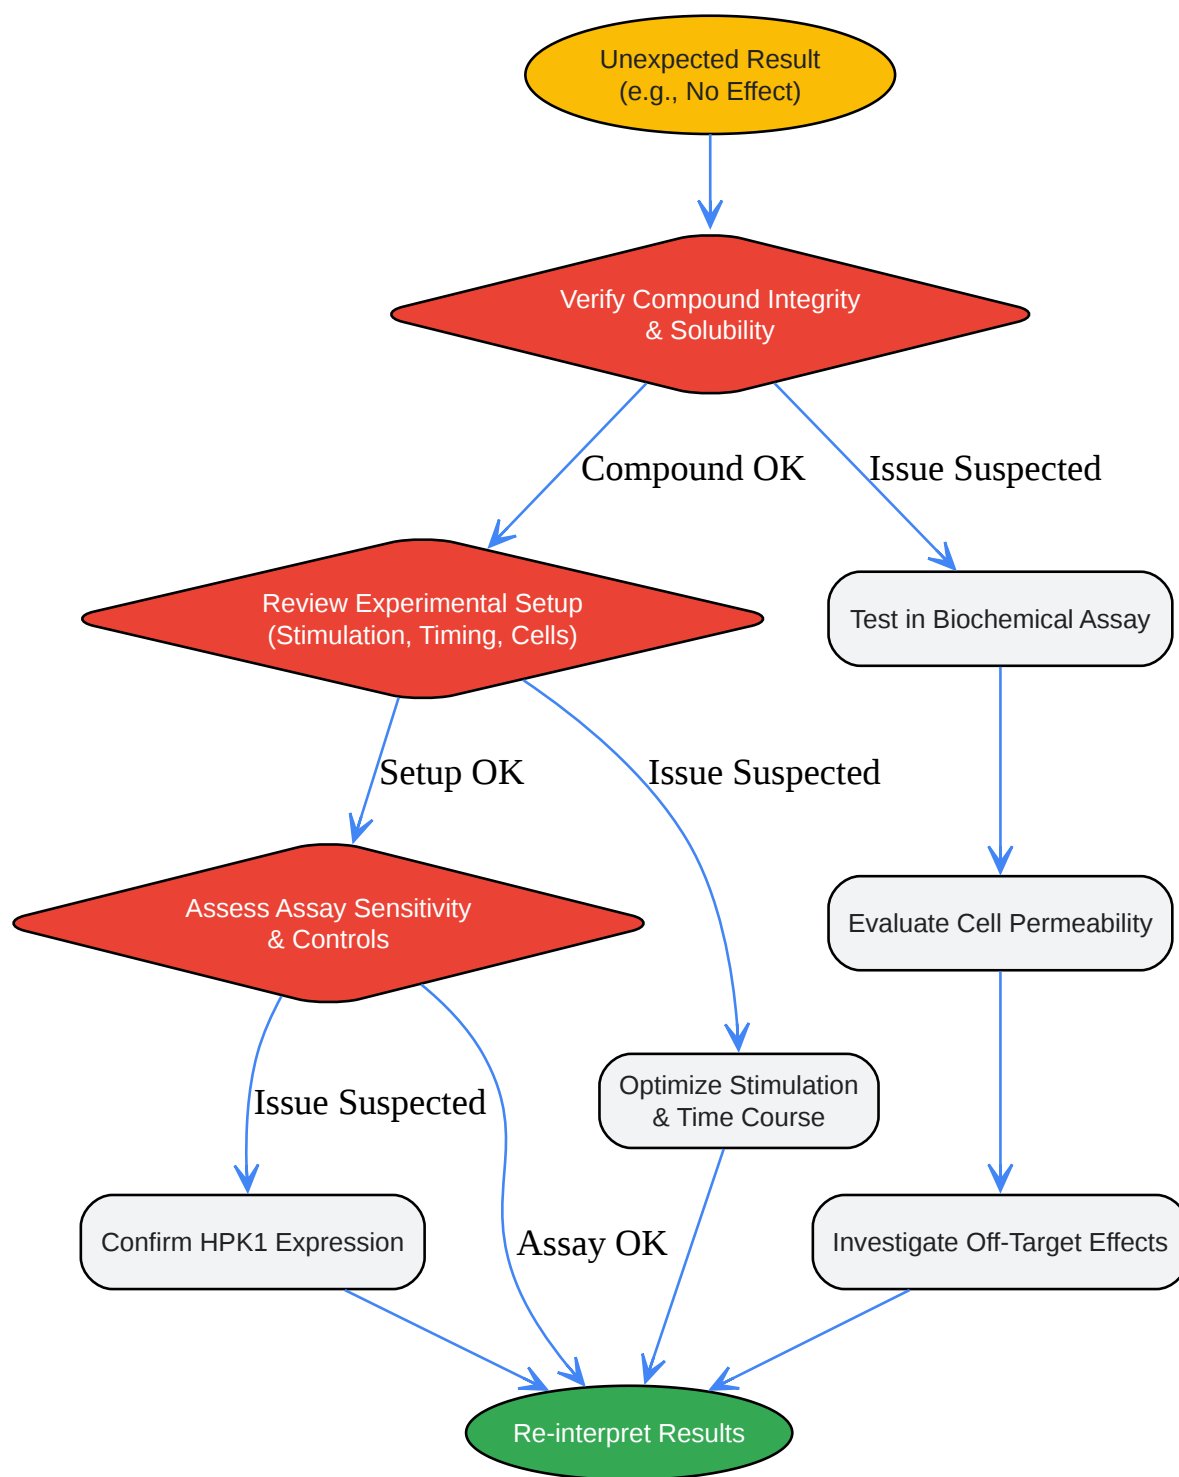 Unexpected Result
(e.g., No Effect)
Verify Compound Integrity
& Solubility
Compound OK
Issue Suspected
Review Experimental Setup
(Stimulation, Timing, Cells)
Test in Biochemical Assay
Setup OK
Issue Suspected
Assess Assay Sensitivity
& Controls
Evaluate Cell Permeability
Optimize Stimulation
& Time Course
Issue Suspected
Confirm HPK1 Expression
Assay OK
Investigate Off-Target Effects
Re-interpret Results